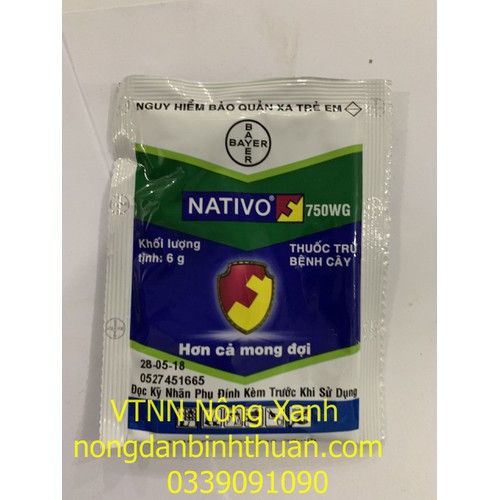 NGUY HIỂM BẢO QUẢN XA TRẺ EM
BAYER
BAYER
NATIVO® 750WG
Khối lượng tịnh: 6 g
THUỐC TRỪ BỆNH CÂY
Hơn cả mong đợi
28-05-18
0527451665
Đọc Kỹ Nhãn Phụ Đính Kèm Trước Khi Sử Dụng
VTNN Nông Xanh
nongdanbinhthuan.com
0339091090